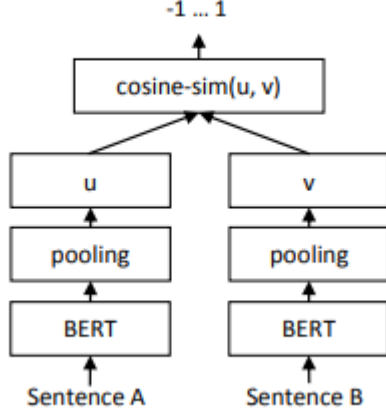 -1 ... 1
cosine-sim(u, v)
u v
pooling pooling
BERT BERT
Sentence A Sentence B